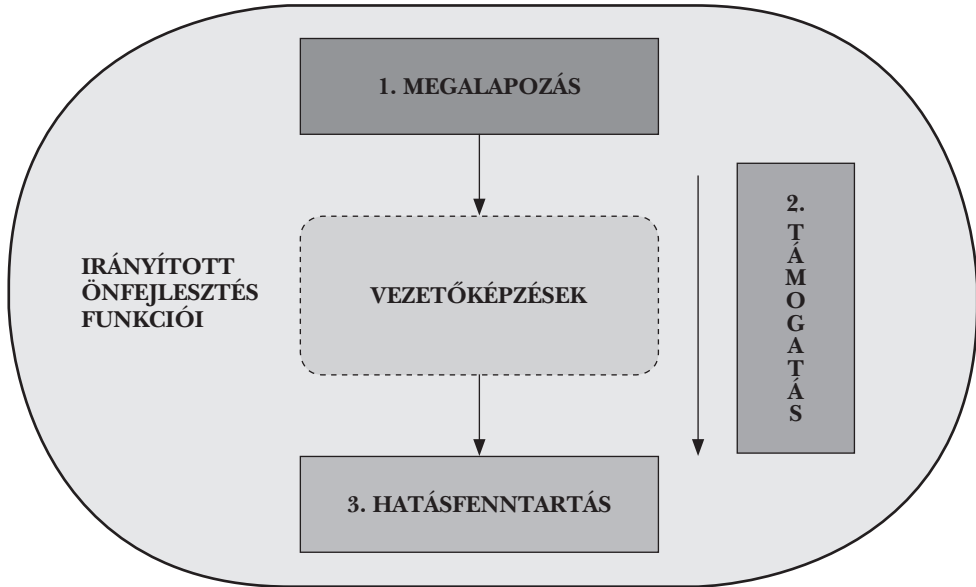 1. MEGALAPOZÁS
IRÁNYÍTOTT
ÖNFEJLESZTÉS
FUNKCIÓI
VEZETŐKÉPZÉSEK
2.
T
Á
M
O
G
A
T
Á
S
3. HATÁSFENNTARTÁS